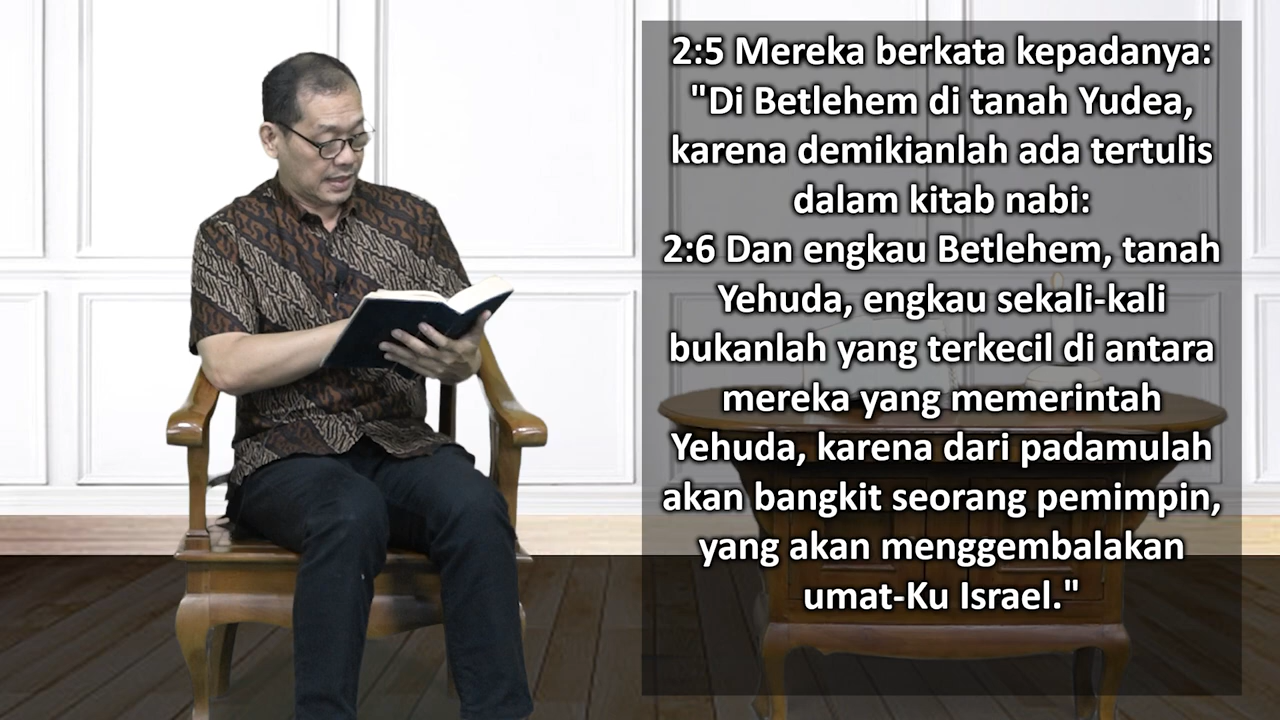 2:5 Mereka berkata kepadanya:
"Di Betlehem di tanah Yudea,
karena demikianlah ada tertulis
dalam kitab nabi:
2:6 Dan engkau Betlehem, tanah
Yehuda, engkau sekali-kali
bukanlah yang terkecil di antara
mereka yang memerintah
Yehuda, karena dari padamulah
akan bangkit seorang pemimpin,
yang akan menggembalakan
umat-Ku Israel."